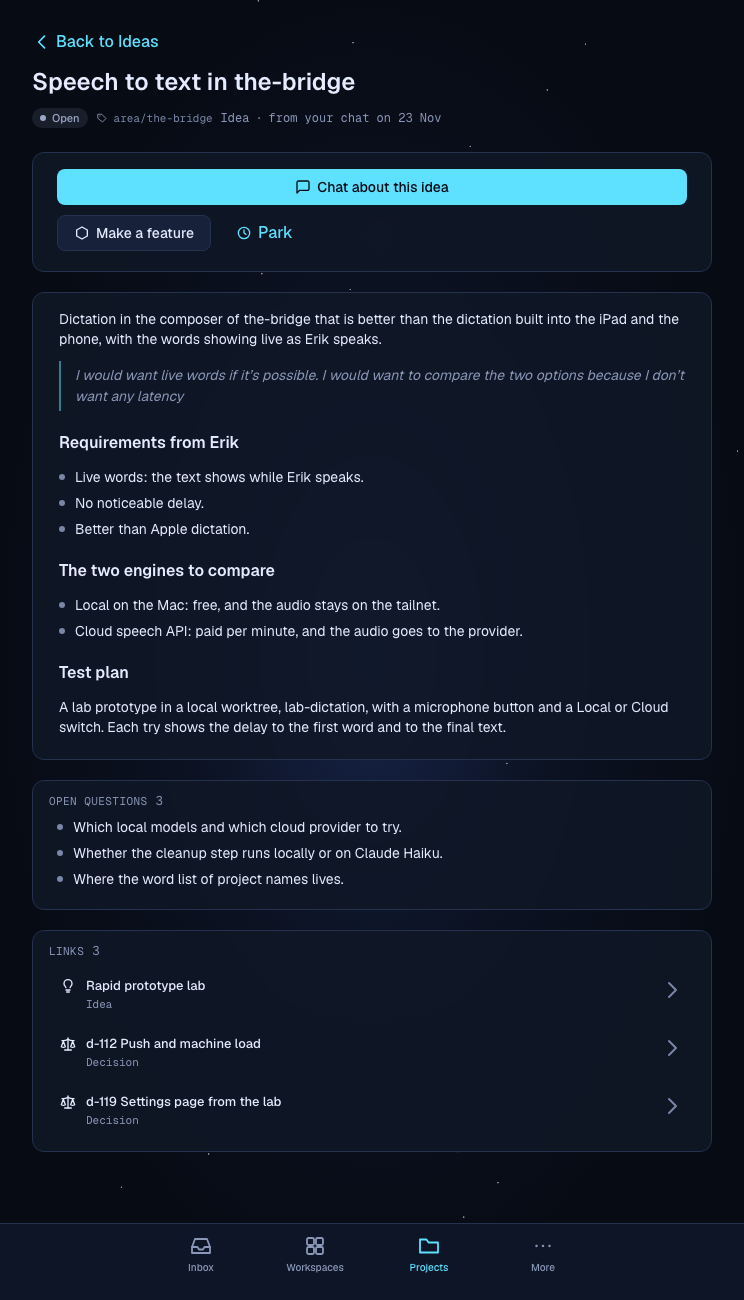 Back to Ideas
Speech to text in the-bridge
Open area/the-bridge Idea · from your chat on 23 Nov
Chat about this idea
Make a feature
Park
Dictation in the composer of the-bridge that is better than the dictation built into the iPad and the
phone, with the words showing live as Erik speaks.
I would want live words if it's possible. I would want to compare the two options because I don't
want any latency
Requirements from Erik
Live words: the text shows while Erik speaks.
No noticeable delay.
Better than Apple dictation.
The two engines to compare
Local on the Mac: free, and the audio stays on the tailnet.
Cloud speech API: paid per minute, and the audio goes to the provider.
Test plan
A lab prototype in a local worktree, lab-dictation, with a microphone button and a Local or Cloud
switch. Each try shows the delay to the first word and to the final text.
OPEN QUESTIONS 3
Which local models and which cloud provider to try.
Whether the cleanup step runs locally or on Claude Haiku.
Where the word list of project names lives.
LINKS 3
Rapid prototype lab
Idea
d-112 Push and machine load
Decision
d-119 Settings page from the lab
Decision
Inbox
Workspaces
Projects
More